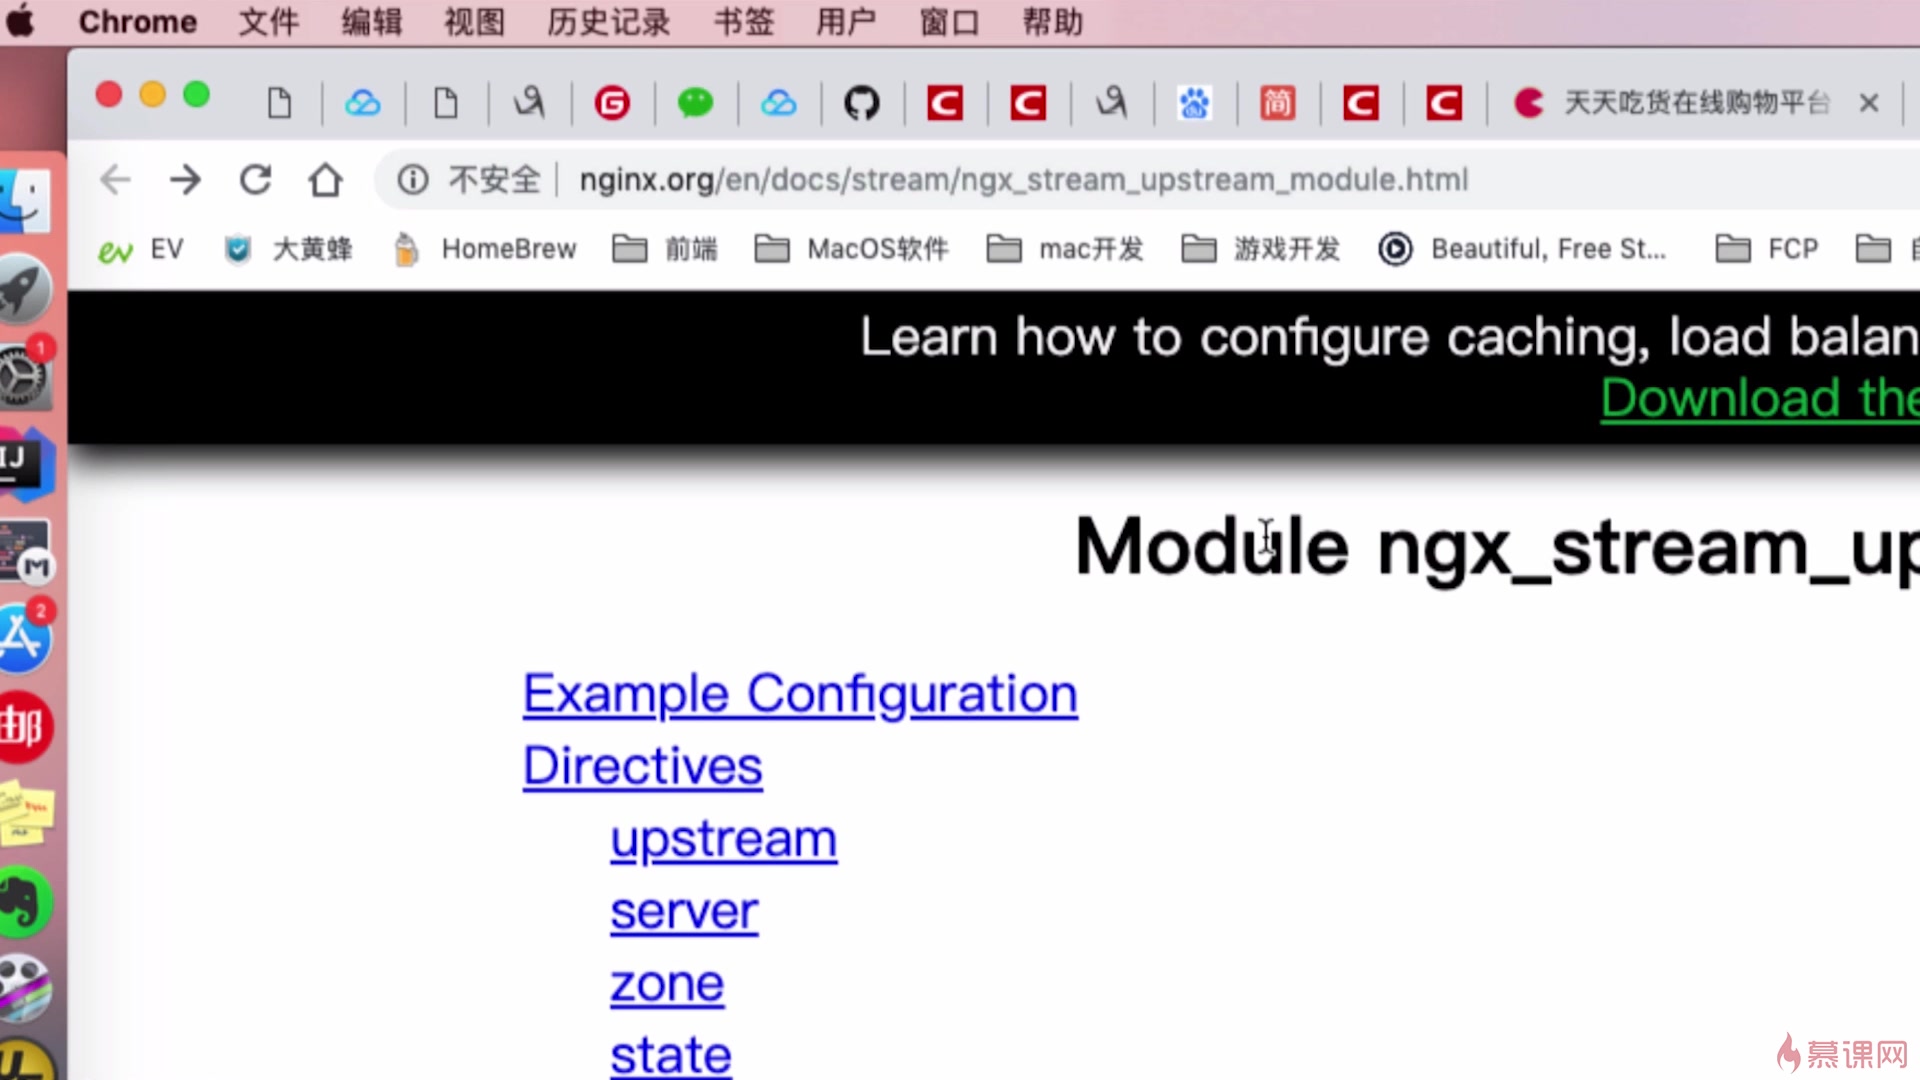 Chrome 文件 编辑 视图 历史记录 书签 用户 窗口 帮助
天天吃货在线购物平台
不安全 nginx.org/en/docs/stream/ngx_stream_upstream_module.html
EV 大黄蜂 HomeBrew 前端 MacOS软件 mac开发 游戏开发 Beautiful, Free St... FCP
1
Learn how to configure caching, load balan
Download the
IJ
Module ngx_stream_up
2
Example Configuration
Directives
邮
upstream
server
zone
state
慕课网